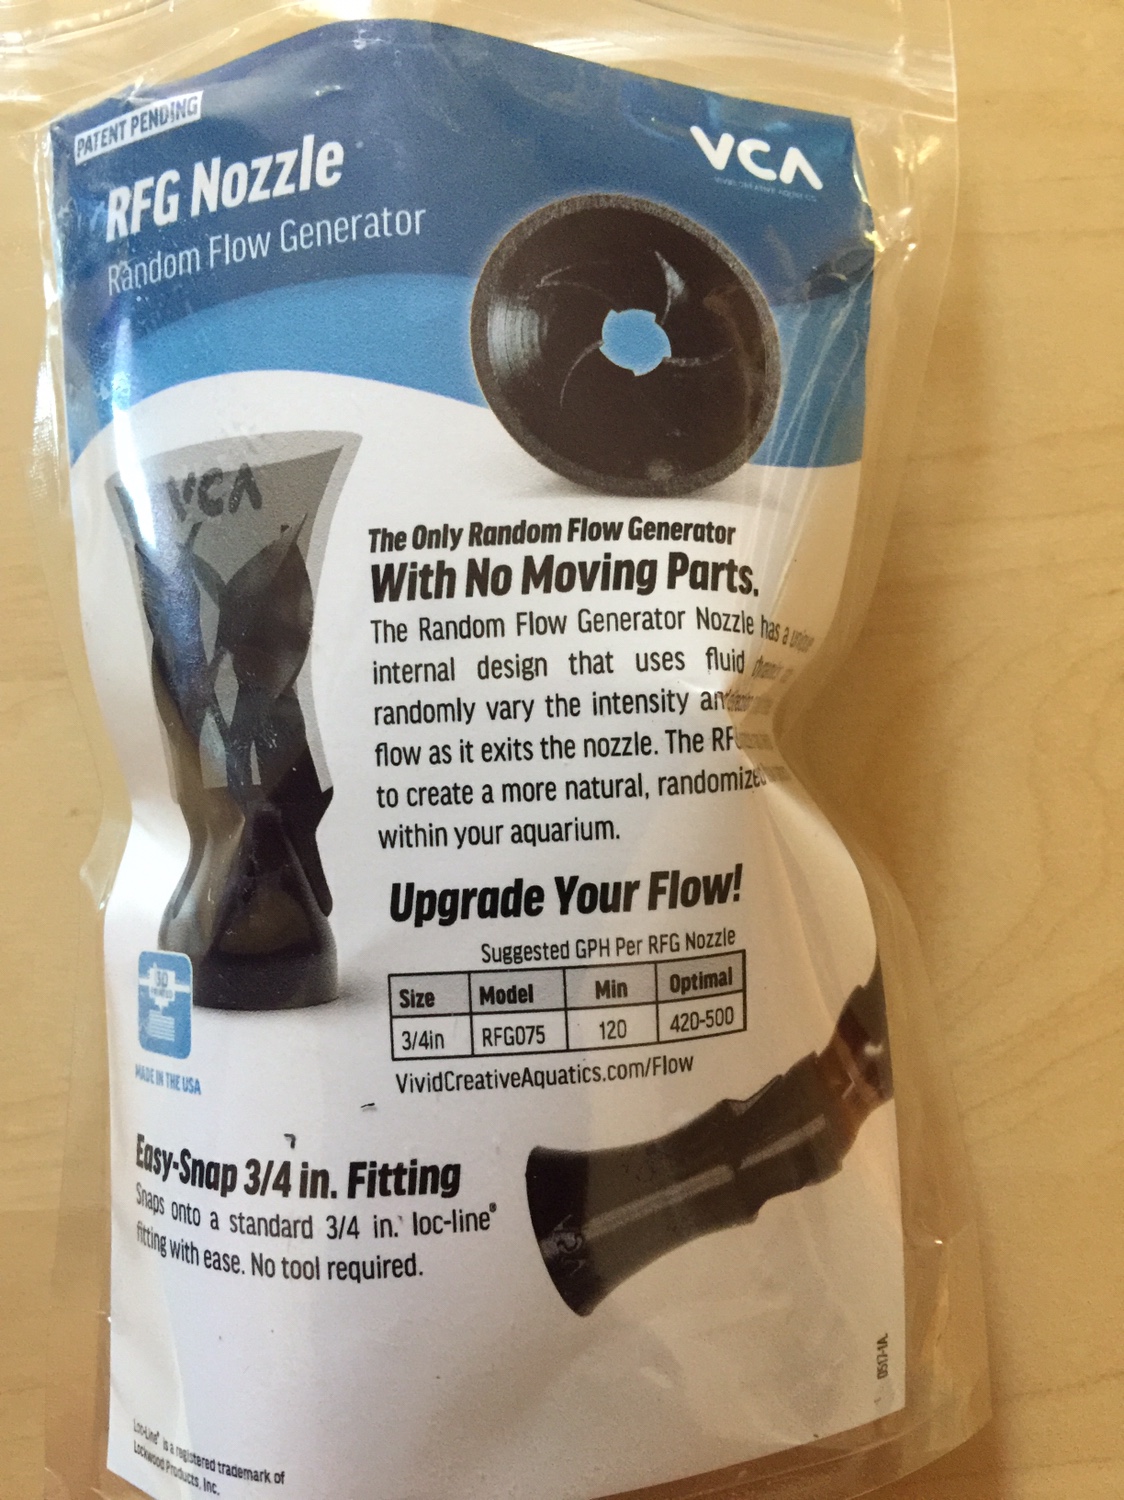 PATENT PENDING
RFG Nozzle
Random Flow Generator
VCA
VCA
The Only Random Flow Generator
With No Moving Parts.
The Random Flow Generator Nozzle has a
internal design that uses fluid
randomly vary the intensity
flow as it exits the nozzle. The
to create a more natural,
within your aquarium.
Upgrade Your Flow!
Suggested GPH Per RFG Nozzle
Size Model Min Optimal
3/4in RFG075 120 420-500
VividCreativeAquatics.com/Flow
3D
MADE IN THE USA
Easy-Snap 3/4 in. Fitting
Snaps onto a standard 3/4 in. loc-line®
fitting with ease. No tool required.
0517-1A
Loc-Line® is a registered trademark of
Lockwood Products, Inc.